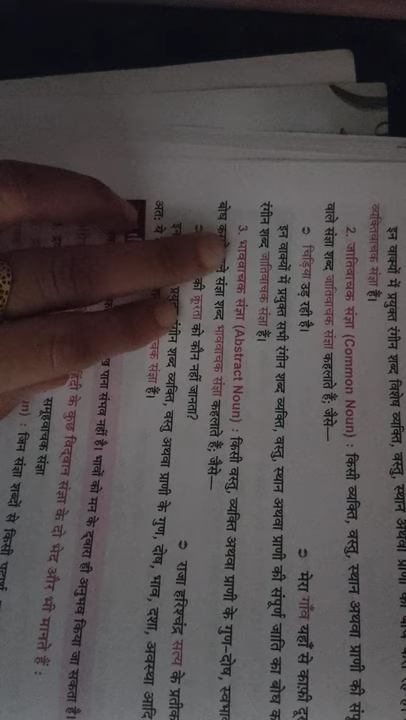 इन वाक्यों में प्रयुक्त रंगीन शब्द विशेष व्यक्ति, वस्तु, स्थान अथवा प्राणी का बोध
व्यक्तिवाचक संज्ञा हैं।
2. जातिवाचक संज्ञा (Common Noun) : किसी व्यक्ति, वस्तु, स्थान अथवा प्राणी की संपू
वाले संज्ञा शब्द जातिवाचक संज्ञा कहलाते हैं; जैसे—
चिड़िया उड़ रही है। मेरा गाँव यहाँ से काफ़ी दूर
इन वाक्यों में प्रयुक्त सभी रंगीन शब्द व्यक्ति, वस्तु, स्थान अथवा प्राणी की संपूर्ण जाति का बोध क
रंगीन शब्द जातिवाचक संज्ञा हैं।
3. भाववाचक संज्ञा (Abstract Noun) : किसी वस्तु, व्यक्ति अथवा प्राणी के गुण-दोष, स्वभाव
बोध संज्ञा शब्द भाववाचक संज्ञा कहलाते हैं; जैसे—
की क्रूरता को कौन नहीं जानता? राजा हरिश्चंद्र सत्य के प्रतीक
इन रंगीन शब्द व्यक्ति, वस्तु अथवा प्राणी के गुण, दोष, भाव, दशा, अवस्था आदि
अतः ये चक संज्ञा हैं।
पाना संभव नहीं है। भावों को मन के द्वारा ही अनुभव किया जा सकता है।
के कुछ विद्वान संज्ञा के दो भेद और भी मानते हैं :
समूहवाचक संज्ञा
: जिन संज्ञा शब्दों से किसी